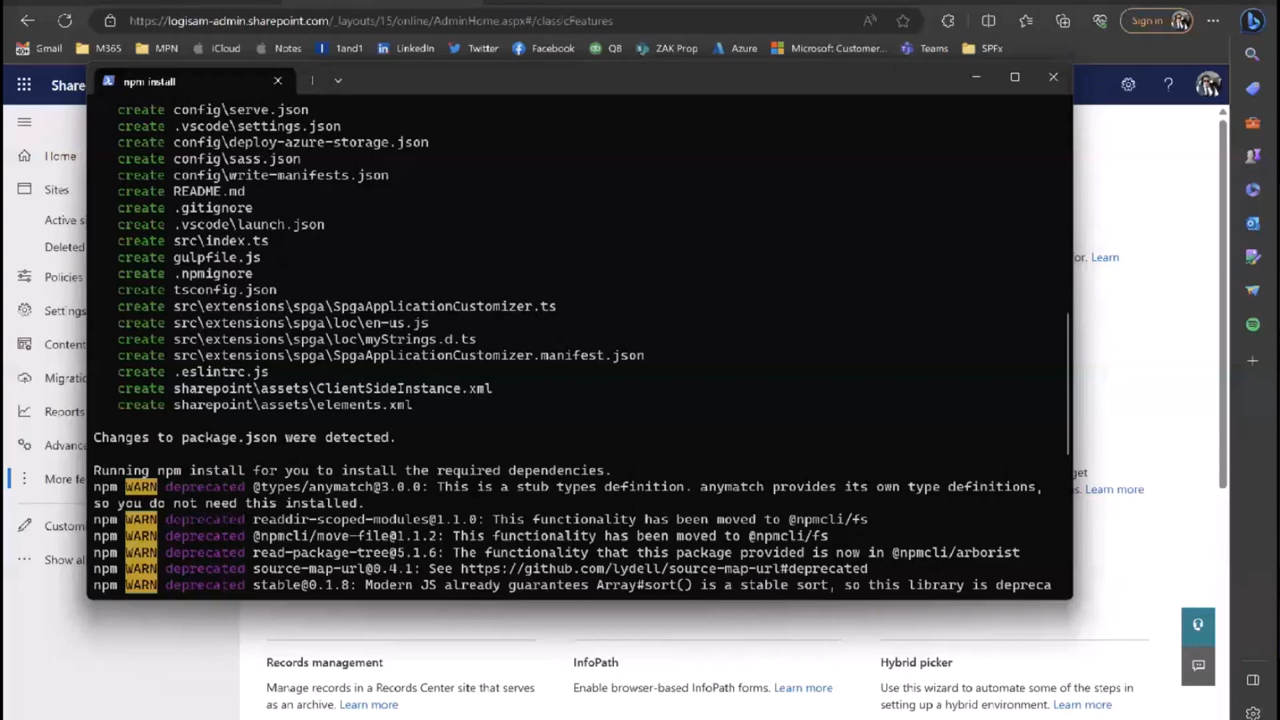 https://logisam-admin.sharepoint.com/_layouts/15/online/AdminHome.aspx#/classicFeatures
Sign in
Gmail
M365
MPN
iCloud
Notes
1and1
LinkedIn
Twitter
Facebook
QB
ZAK Prop
Azure
Microsoft Customer...
Teams
SPFx
Share
npm install
Home
Sites
Active si
Deleted
Policies
Settings
Content
Migratio
Reports
Advance
More fe
Custom
Show all
create config\serve.json
create .vscode\settings.json
create config\deploy-azure-storage.json
create config\sass.json
create config\write-manifests.json
create README.md
create .gitignore
create .vscode\launch.json
create src\index.ts
create gulpfile.js
create .npmignore
create tsconfig.json
create src\extensions\spga\SpgaApplicationCustomizer.ts
create src\extensions\spga\loc\en-us.js
create src\extensions\spga\loc\myStrings.d.ts
create src\extensions\spga\SpgaApplicationCustomizer.manifest.json
create .eslintrc.js
create sharepoint\assets\ClientSideInstance.xml
create sharepoint\assets\elements.xml
Changes to package.json were detected.
Running npm install for you to install the required dependencies.
npm WARN deprecated @types/anymatch@3.0.0: This is a stub types definition. anymatch provides its own type definitions,
so you do not need this installed.
npm WARN deprecated readdir-scoped-modules@1.1.0: This functionality has been moved to @npmcli/fs
npm WARN deprecated @npmcli/move-file@1.1.2: This functionality has been moved to @npmcli/fs
npm WARN deprecated read-package-tree@5.1.6: The functionality that this package provided is now in @npmcli/arborist
npm WARN deprecated source-map-url@0.4.1: See https://github.com/lydell/source-map-url#deprecated
npm WARN deprecated stable@0.1.8: Modern JS already guarantees Array#sort() is a stable sort, so this library is depreca
or. Learn
get
Learn more
Records management
Manage records in a Records Center site that serves
as an archive. Learn more
InfoPath
Enable browser-based InfoPath forms. Learn more
Hybrid picker
Use this wizard to automate some of the steps in
setting up a hybrid environment. Learn more